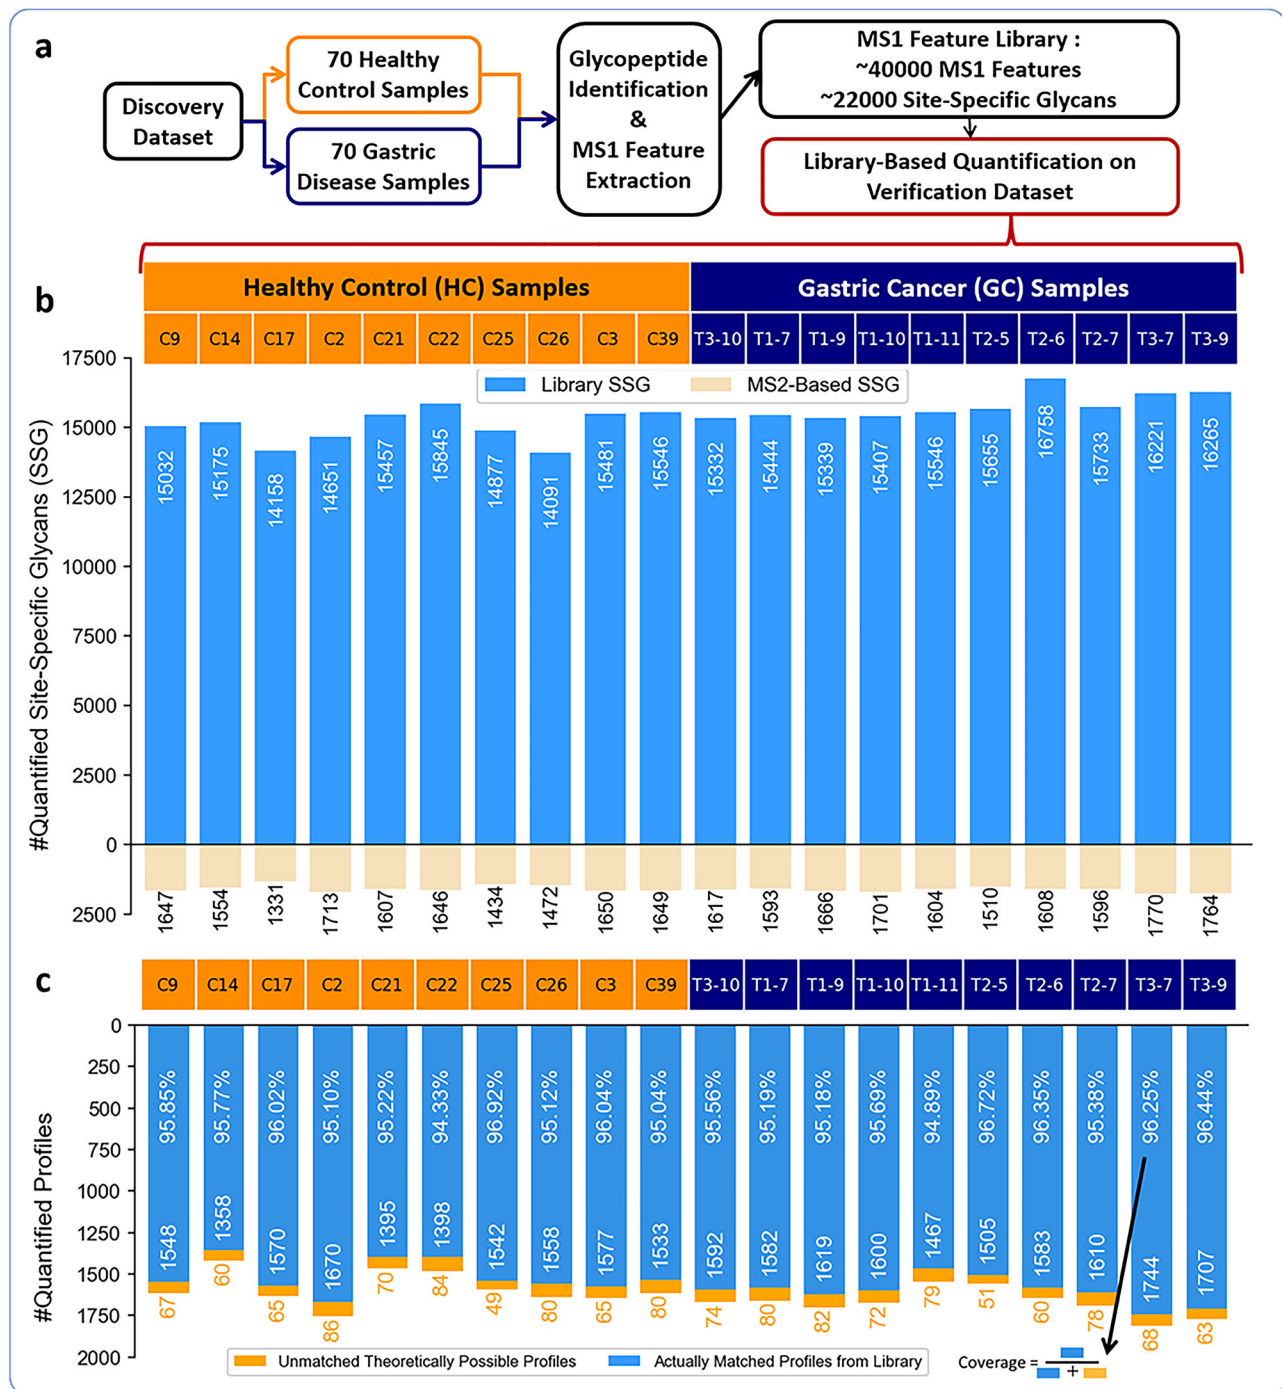 a
Discovery
Dataset
70 Healthy
Control Samples
70 Gastric
Disease Samples
Glycopeptide
Identification
&
MS1 Feature
Extraction
MS1 Feature Library :
~40000 MS1 Features
~22000 Site-Specific Glycans
Library-Based Quantification on
Verification Dataset
b
Healthy Control (HC) Samples
Gastric Cancer (GC) Samples
C9 C14 C17 C2 C21 C22 C25 C26 C3 C39 T3-10 T1-7 T1-9 T1-10 T1-11 T2-5 T2-6 T2-7 T3-7 T3-9
#Quantified Site-Specific Glycans (SSG)
17500
15000
12500
10000
7500
5000
2500
0
2500
Library SSG
MS2-Based SSG
15032 15175 14158 14651 15457 15845 14877 14091 15481 15546 15332 15444 15339 15407 15546 15655 16758 15733 16221 16265
1647 1554 1331 1713 1607 1646 1434 1472 1650 1649 1617 1593 1666 1701 1604 1510 1608 1596 1770 1764
c
C9 C14 C17 C2 C21 C22 C25 C26 C3 C39 T3-10 T1-7 T1-9 T1-10 T1-11 T2-5 T2-6 T2-7 T3-7 T3-9
#Quantified Profiles
0
250
500
750
1000
1250
1500
1750
2000
95.85% 95.77% 96.02% 95.10% 95.22% 94.33% 96.92% 95.12% 96.04% 95.04% 95.56% 95.19% 95.18% 95.69% 94.89% 96.72% 96.35% 95.38% 96.25% 96.44%
1548 1358 1570 1670 1395 1398 1542 1558 1577 1533 1592 1582 1619 1600 1467 1505 1583 1610 1744 1707
67 60 65 86 70 84 49 80 65 80 74 80 82 72 79 51 60 78 68 63
Unmatched Theoretically Possible Profiles
Actually Matched Profiles from Library
Coverage =
+